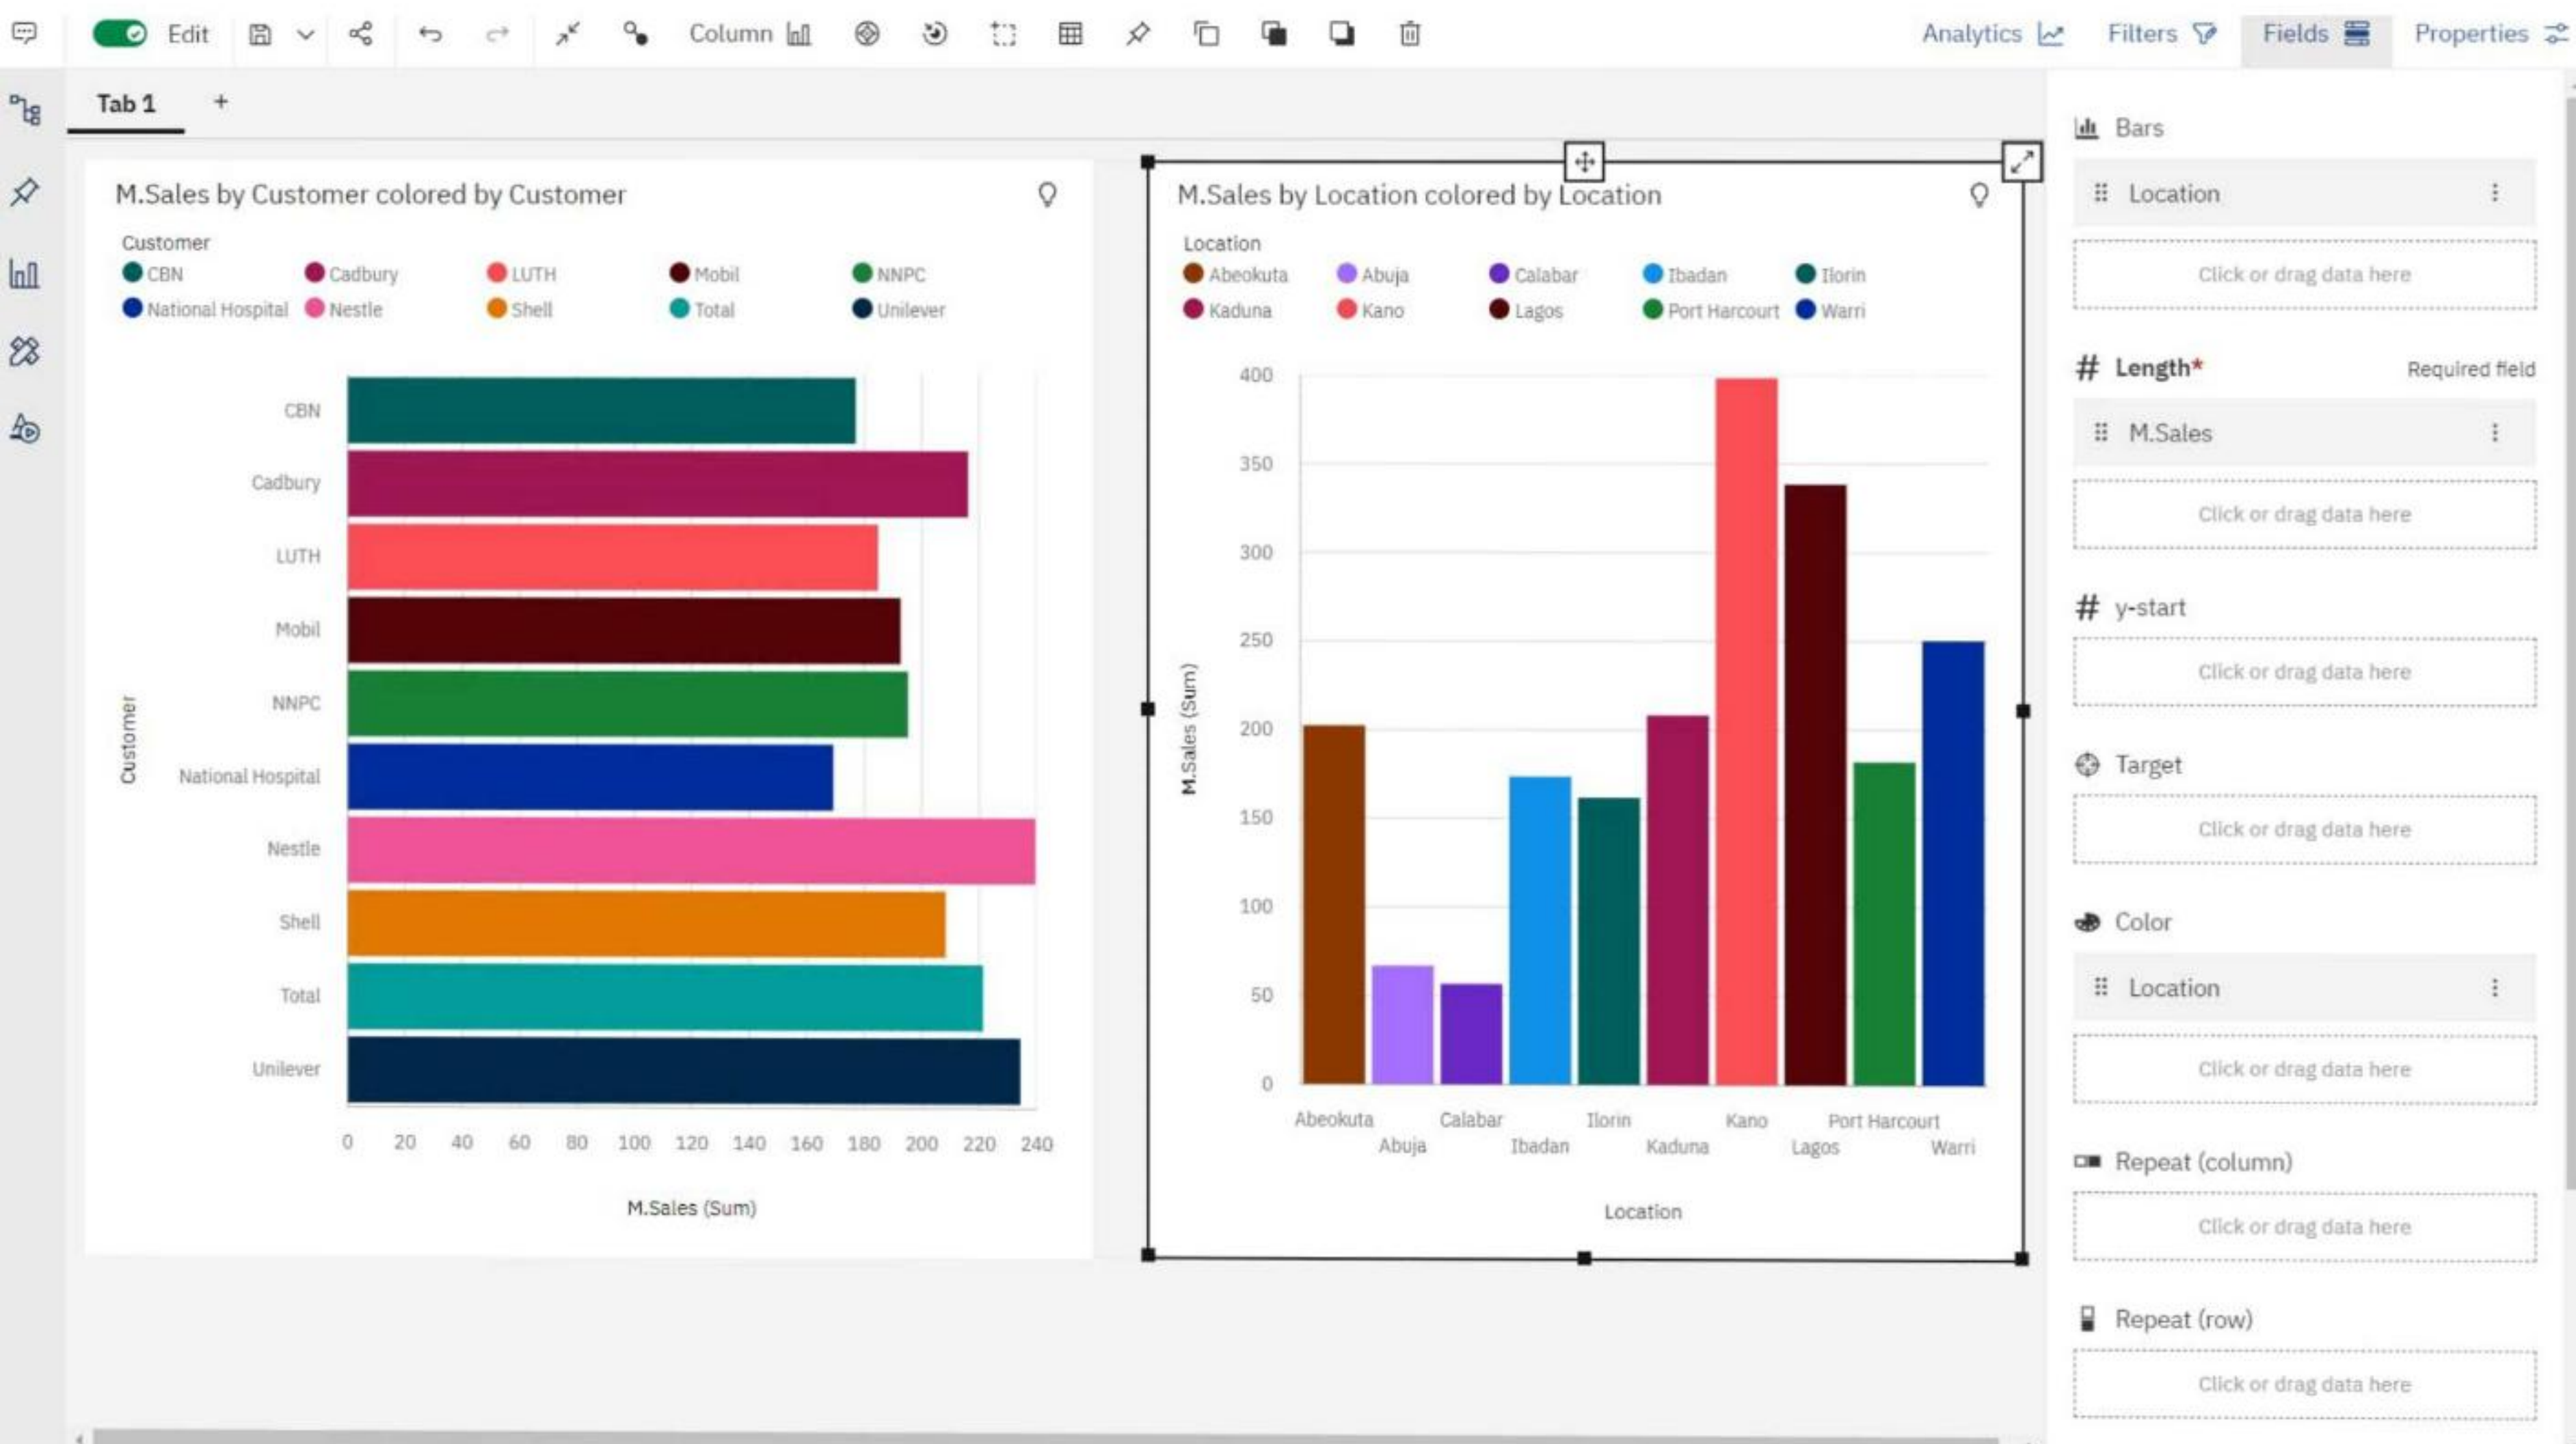 Edit
Column
Analytics
Filters
Fields
Properties
Tab 1
+
M.Sales by Customer colored by Customer
Customer
CBN Cadbury LUTH Mobil NNPC
National Hospital Nestle Shell Total Unilever
CBN
Cadbury
LUTH
Mobil
NNPC
National Hospital
Nestle
Shell
Total
Unilever
Customer
0 20 40 60 80 100 120 140 160 180 200 220 240
M.Sales (Sum)
M.Sales by Location colored by Location
Location
Abeokuta Abuja Calabar Ibadan Ilorin
Kaduna Kano Lagos Port Harcourt Warri
400
350
300
250
200
150
100
50
0
M.Sales (Sum)
Abeokuta Calabar Ilorin Kano Port Harcourt
Abuja Ibadan Kaduna Lagos Warri
Location
Bars
Location
Click or drag data here
# Length* Required field
M.Sales
Click or drag data here
# y-start
Click or drag data here
Target
Click or drag data here
Color
Location
Click or drag data here
Repeat (column)
Click or drag data here
Repeat (row)
Click or drag data here